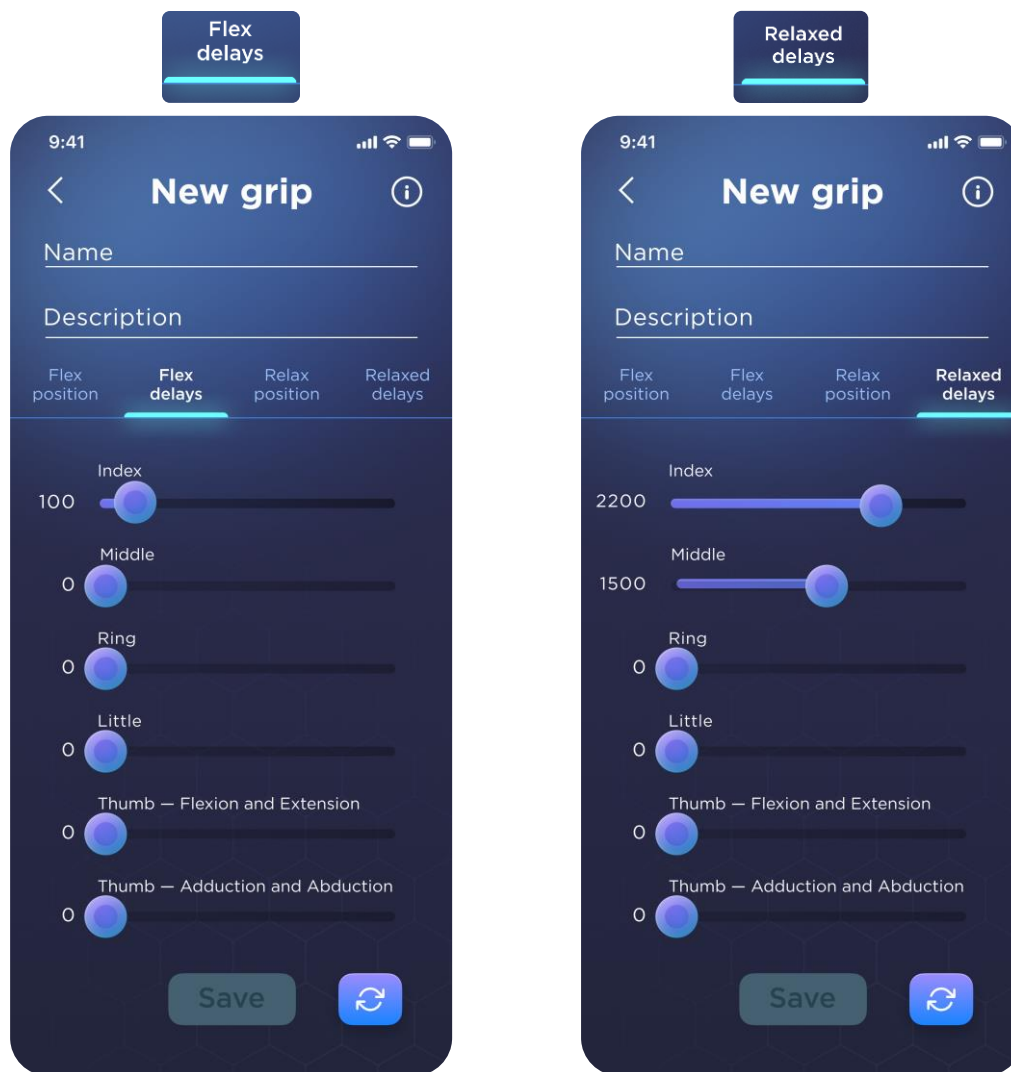 Flex
delays
9:41
New grip
Name
Description
Flex
position
Flex
delays
Relax
position
Relaxed
delays
Index
100
Middle
0
Ring
0
Little
0
Thumb — Flexion and Extension
0
Thumb — Adduction and Abduction
0
Save
Relaxed
delays
9:41
New grip
Name
Description
Flex
position
Flex
delays
Relax
position
Relaxed
delays
Index
2200
Middle
1500
Ring
0
Little
0
Thumb — Flexion and Extension
0
Thumb — Adduction and Abduction
0
Save